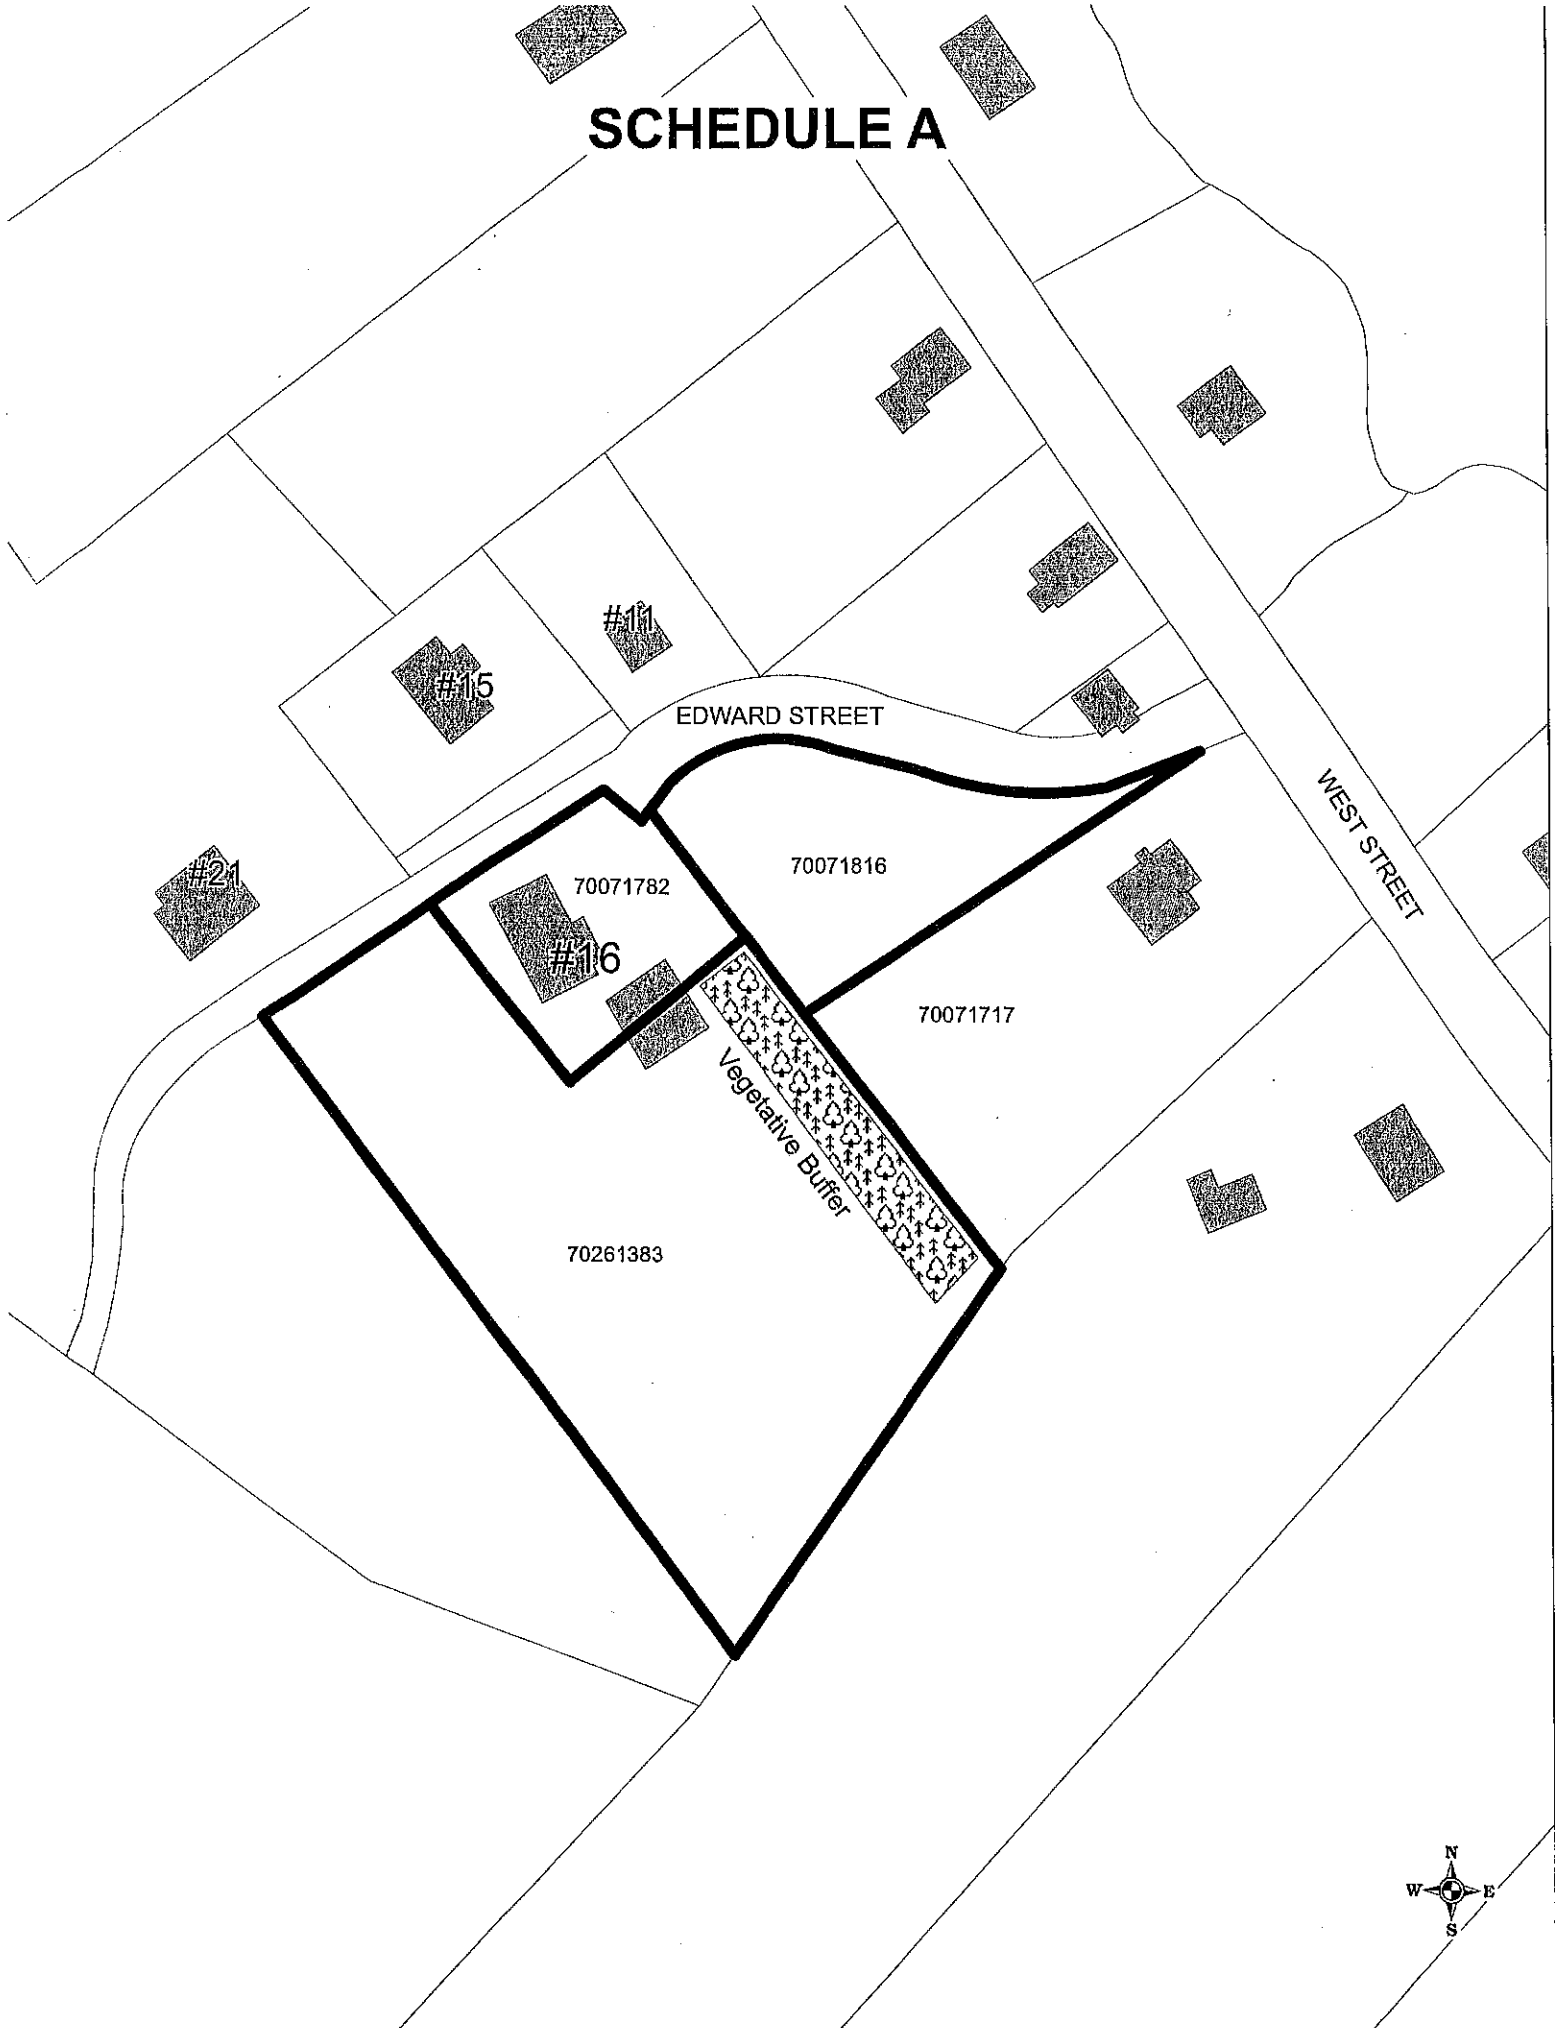 SCHEDULE A
#11
#15
EDWARD STREET
WEST STREET
#21
70071782
70071816
#16
70071717
Vegetative Buffer
70261383
N
W
E
S